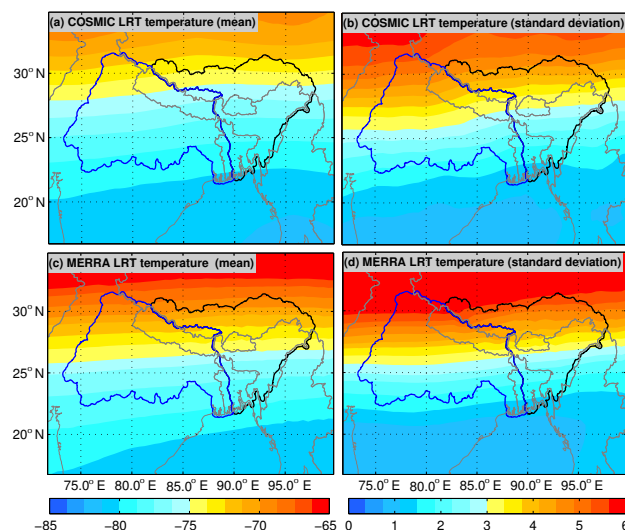 (a) COSMIC LRT temperature (mean)
(b) COSMIC LRT temperature (standard deviation)
30° N
25° N
20° N
(c) MERRA LRT temperature (mean)
(d) MERRA LRT temperature (standard deviation)
30° N
25° N
20° N
75.0° E 80.0° E 85.0° E 90.0° E 95.0° E
75.0° E 80.0° E 85.0° E 90.0° E 95.0° E
−85 −80 −75 −70 −65
0 1 2 3 4 5 6